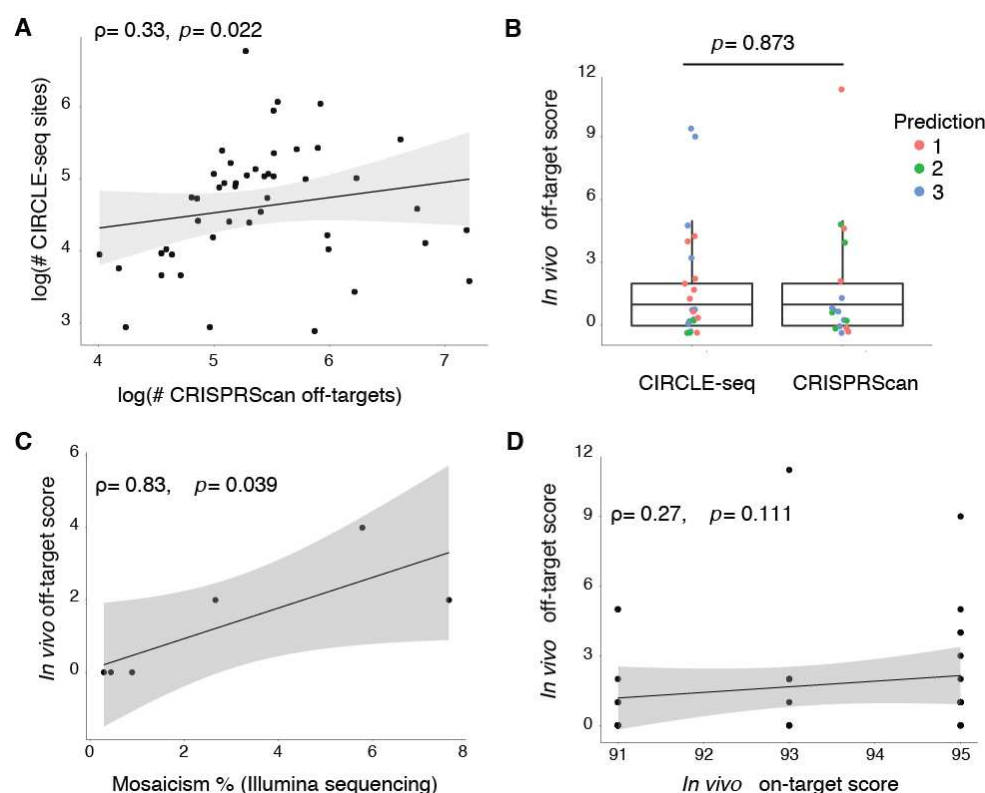 A
ρ= 0.33, p= 0.022
log(# CIRCLE-seq sites)
6
5
4
3
4 5 6 7
log(# CRISPRScan off-targets)
B
p= 0.873
In vivo off-target score
12
9
6
3
0
CIRCLE-seq CRISPRScan
Prediction
1
2
3
C
ρ= 0.83, p= 0.039
In vivo off-target score
6
4
2
0
0 2 4 6 8
Mosaicism % (Illumina sequencing)
D
ρ= 0.27, p= 0.111
In vivo off-target score
12
9
6
3
0
91 92 93 94 95
In vivo on-target score